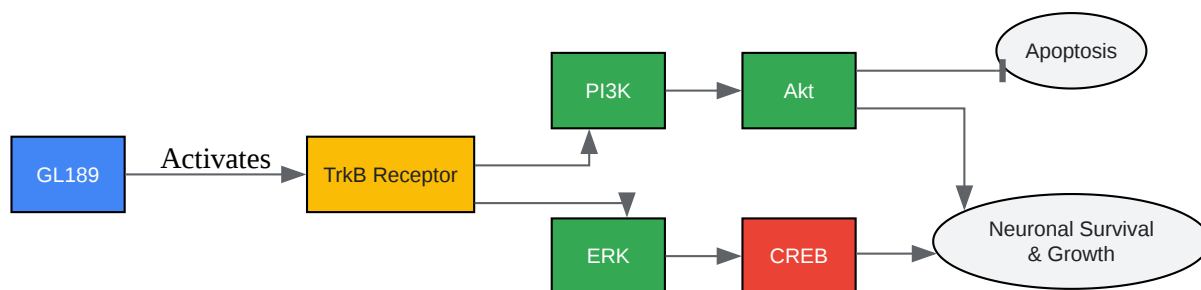 Apoptosis
PI3K
Akt
GL189
Activates
TrkB Receptor
ERK
CREB
Neuronal Survival
& Growth